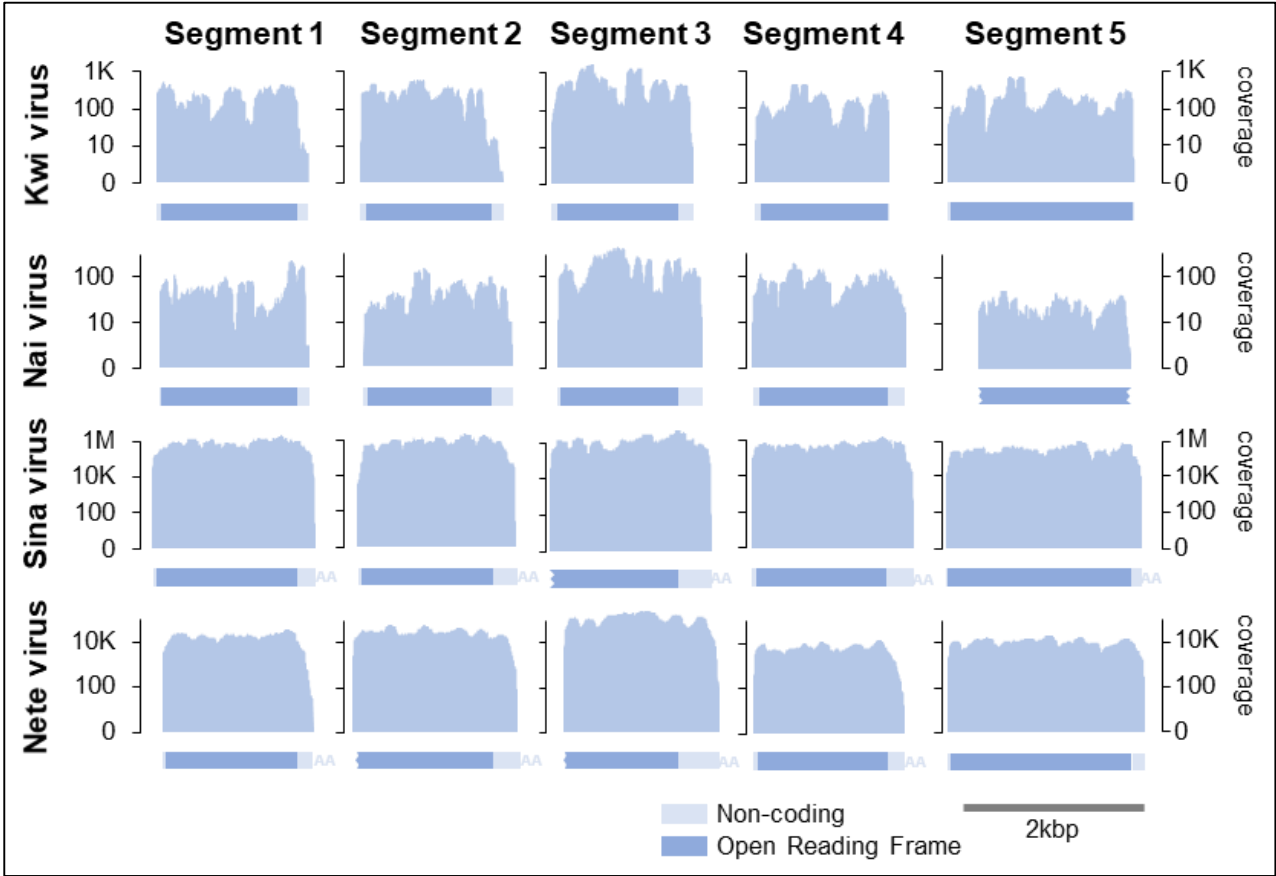 Segment 1 Segment 2 Segment 3 Segment 4 Segment 5
Kwi virus
1K
100
10
0
1K
100
10
0
coverage
Nai virus
100
10
0
100
10
0
coverage
Sina virus
1M
10K
100
0
1M
10K
100
0
coverage
AA AA AA AA AA
Nete virus
10K
100
0
10K
100
0
coverage
AA AA AA AA
Non-coding
Open Reading Frame
2kbp